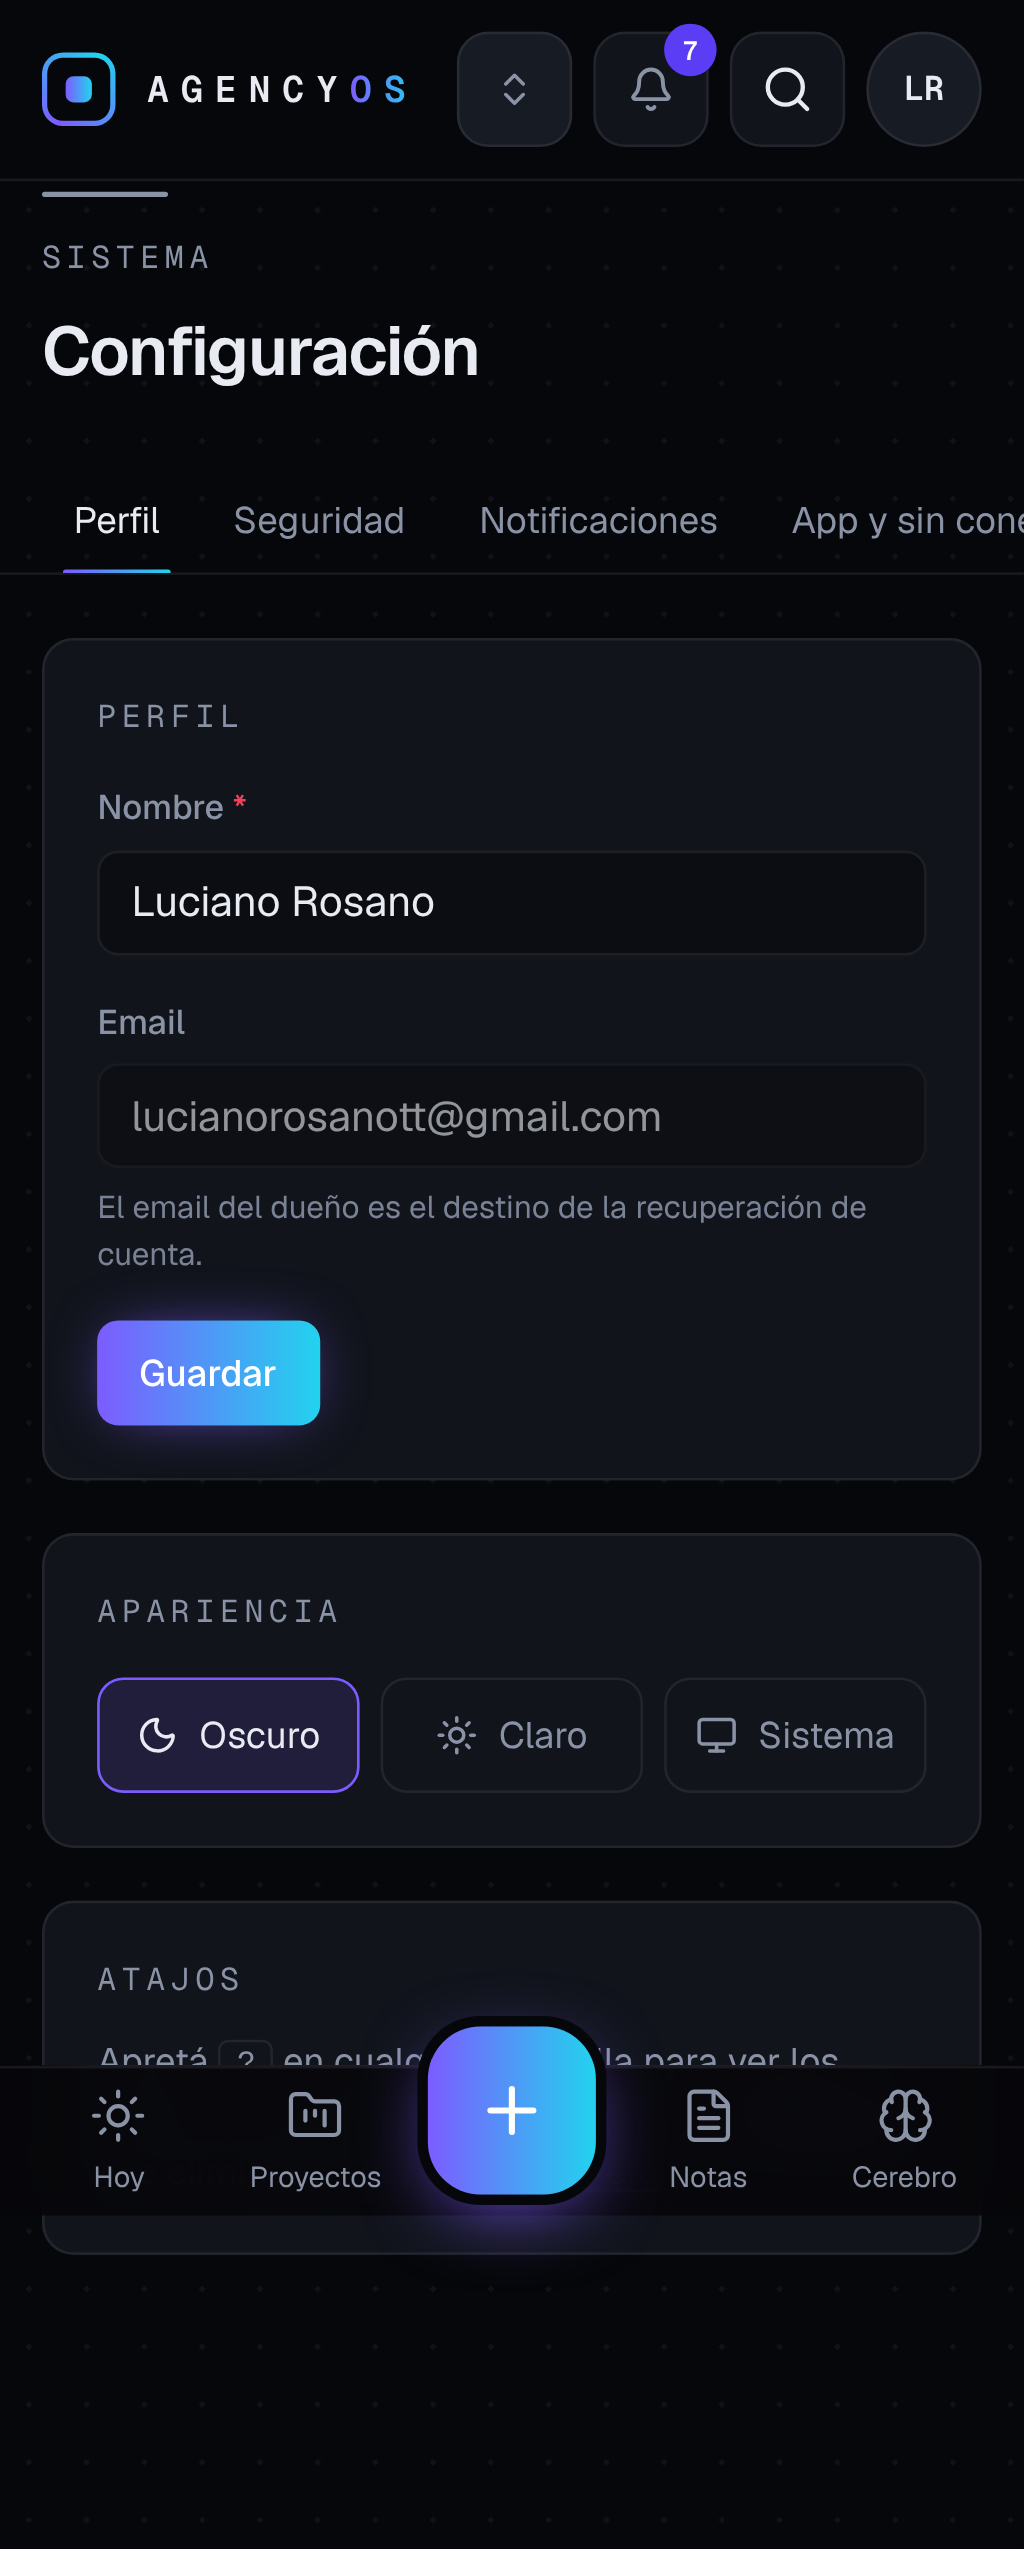 AGENCYOS
7
LR
SISTEMA
Configuración
Perfil
Seguridad
Notificaciones
App y sin cone
PERFIL
Nombre *
Luciano Rosano
Email
lucianorosanott@gmail.com
El email del dueño es el destino de la recuperación de
cuenta.
Guardar
APARIENCIA
Oscuro
Claro
Sistema
ATAJOS
Apretá ? en cualq lla para ver los
Hoy
Proyectos
Notas
Cerebro